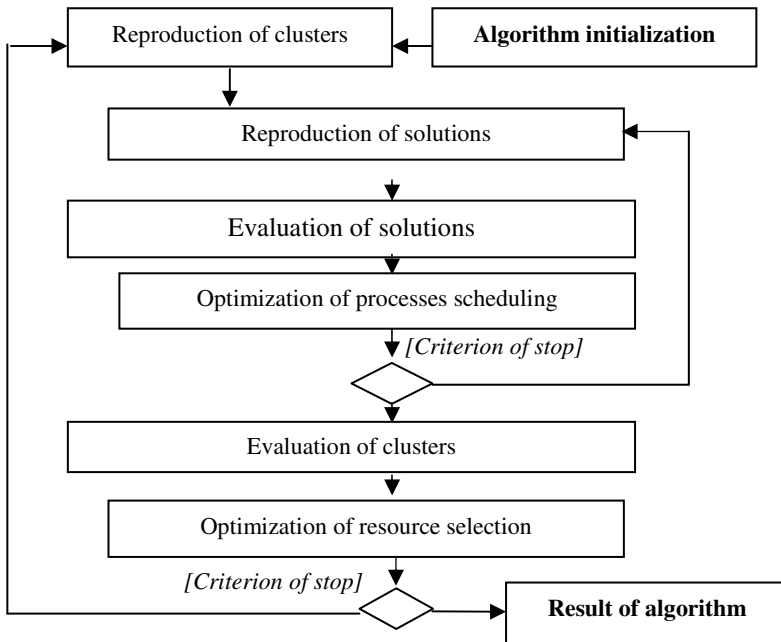 Reproduction of clusters
Algorithm initialization
Reproduction of solutions
Evaluation of solutions
Optimization of processes scheduling
[Criterion of stop]
Evaluation of clusters
Optimization of resource selection
[Criterion of stop]
Result of algorithm